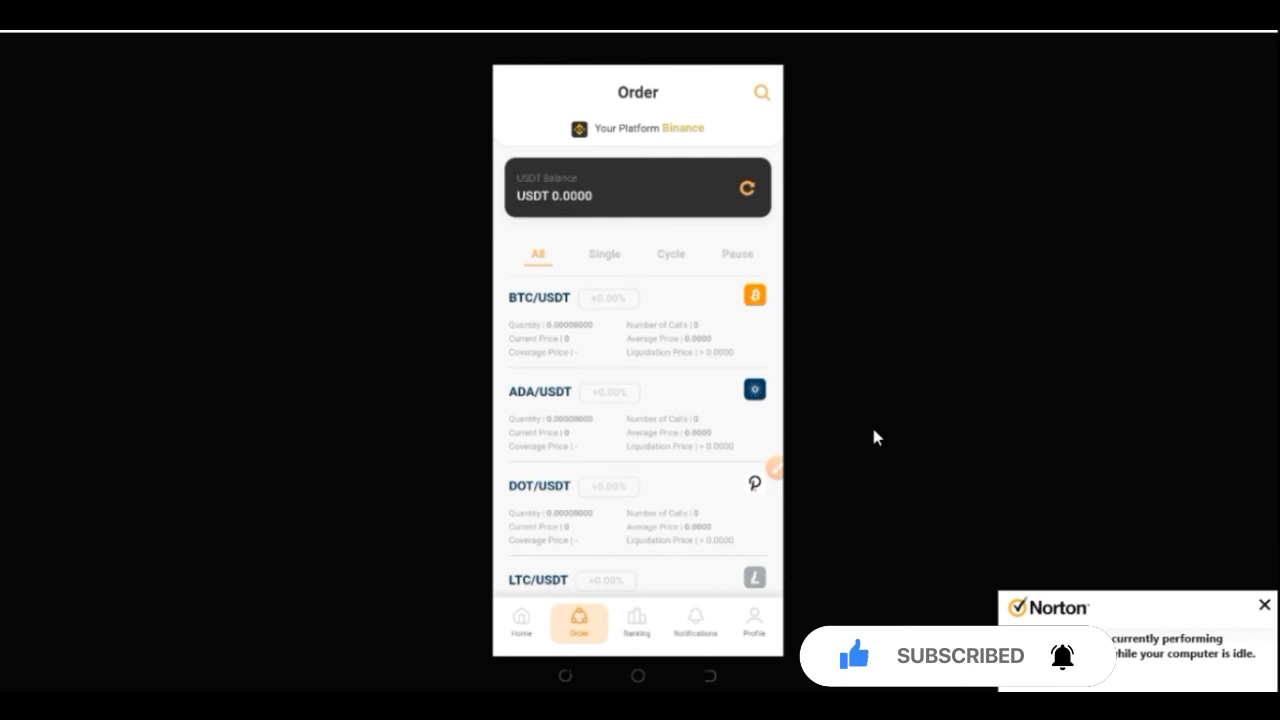 Order
Your Platform Binance
USDT Balance
USDT 0.0000
All Single Cycle Pause
BTC/USDT +0.00%
Quantity | 0.00000000 Number of Calls | 0
Current Price | 0 Average Price | 0.0000
Coverage Price | - Liquidation Price | > 0.0000
ADA/USDT +0.00%
Quantity | 0.00000000 Number of Calls | 0
Current Price | 0 Average Price | 0.0000
Coverage Price | - Liquidation Price | > 0.0000
DOT/USDT +0.00%
Quantity | 0.00000000 Number of Calls | 0
Current Price | 0 Average Price | 0.0000
Coverage Price | - Liquidation Price | > 0.0000
LTC/USDT +0.00%
Home Order Ranking Notifications Profile
Norton
currently performing
while your computer is idle.
SUBSCRIBED